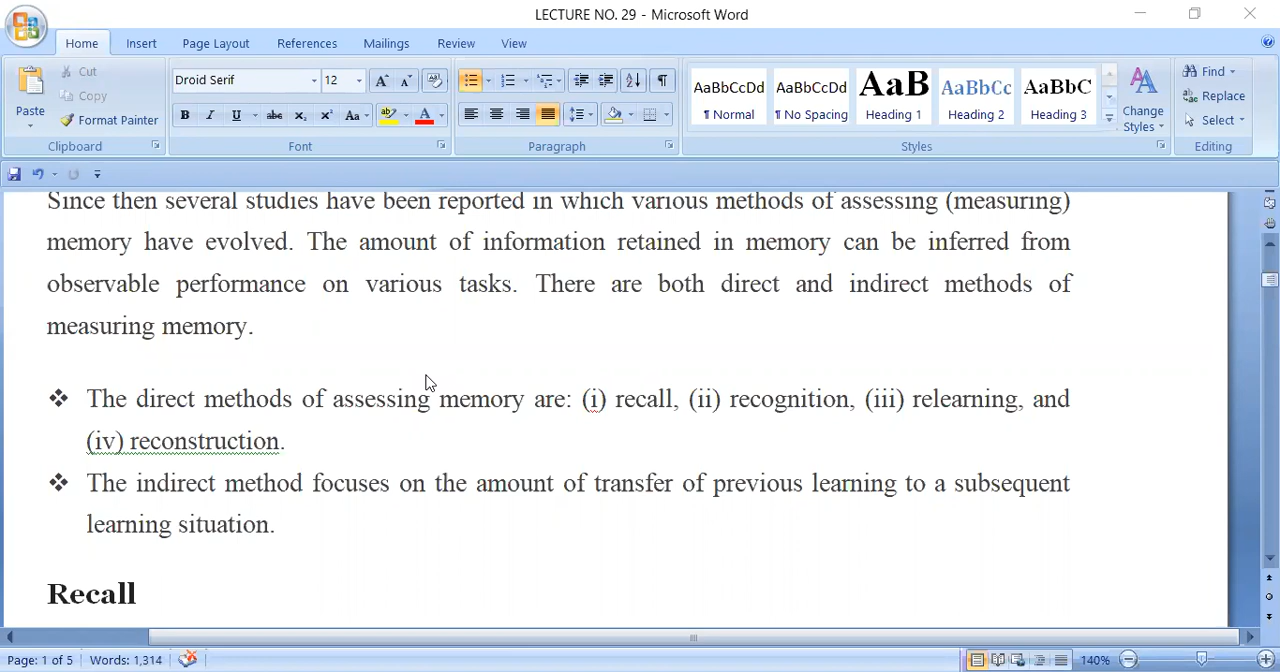 LECTURE NO. 29 - Microsoft Word
Home Insert Page Layout References Mailings Review View
Paste
Cut
Copy
Format Painter
Clipboard
Droid Serif 12
B I U abc X₂ X² Aa A
Font
Paragraph
AaBbCcDd AaBbCcDd AaB AaBbCc AaBbC
¶ Normal ¶ No Spacing Heading 1 Heading 2 Heading 3
Change Styles
Styles
Find
Replace
Select
Editing
Since then several studies have been reported in which various methods of assessing (measuring)
memory have evolved. The amount of information retained in memory can be inferred from
observable performance on various tasks. There are both direct and indirect methods of
measuring memory.
❖ The direct methods of assessing memory are: (i) recall, (ii) recognition, (iii) relearning, and
(iv) reconstruction.
❖ The indirect method focuses on the amount of transfer of previous learning to a subsequent
learning situation.
Recall
Page: 1 of 5 Words: 1,314 140%